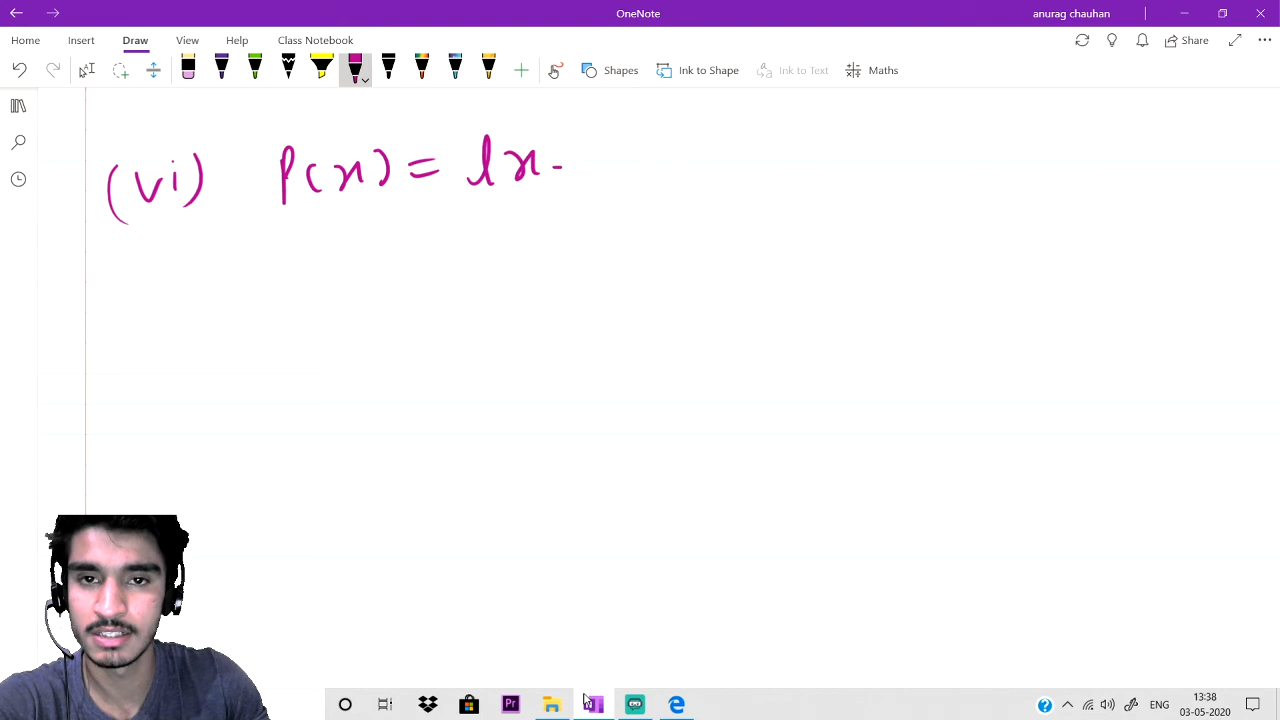 OneNote
anurag chauhan
Home Insert Draw View Help Class Notebook
Share
Shapes Ink to Shape Ink to Text Maths
(vi) P(x) = lx -
Pr
ENG
13:38
03-05-2020